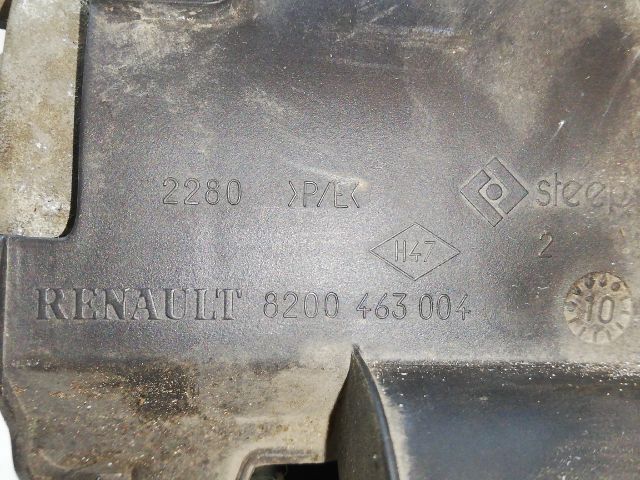 2280 >P/E< steep
H47 2
RENAULT 8200 463 004
10